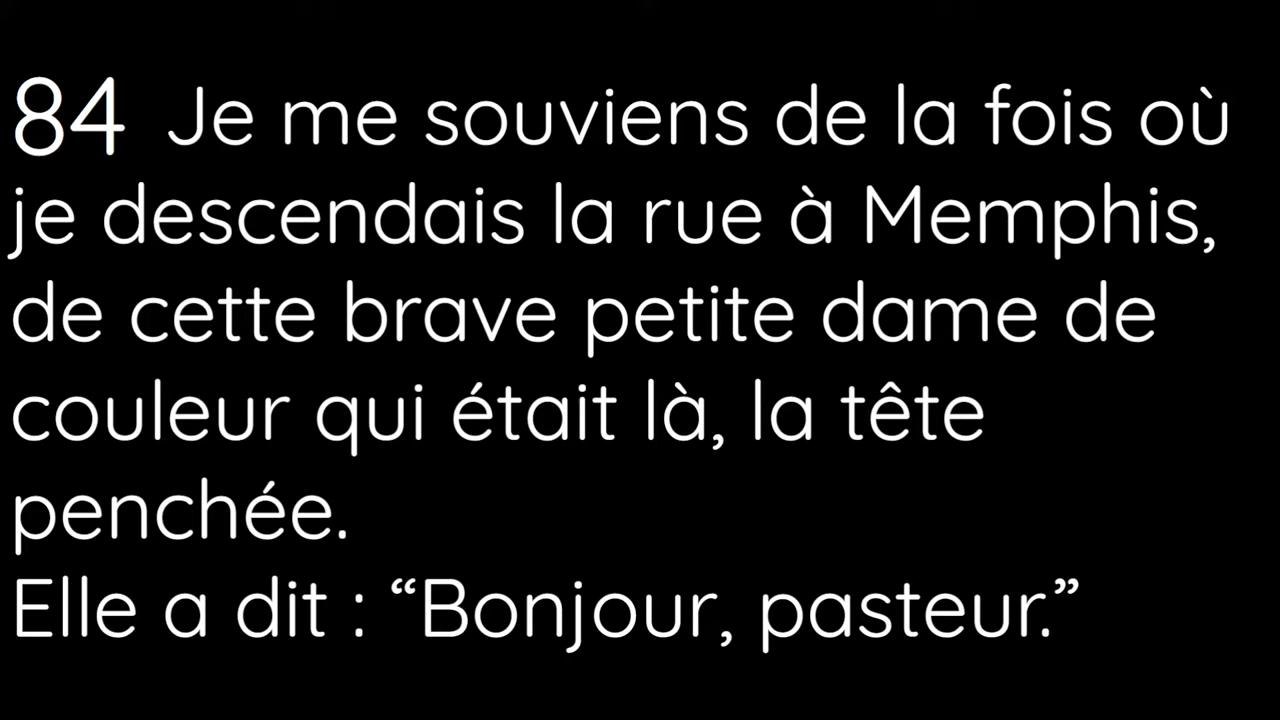 84 Je me souviens de la fois où
je descendais la rue à Memphis,
de cette brave petite dame de
couleur qui était là, la tête
penchée.
Elle a dit : “Bonjour, pasteur.”